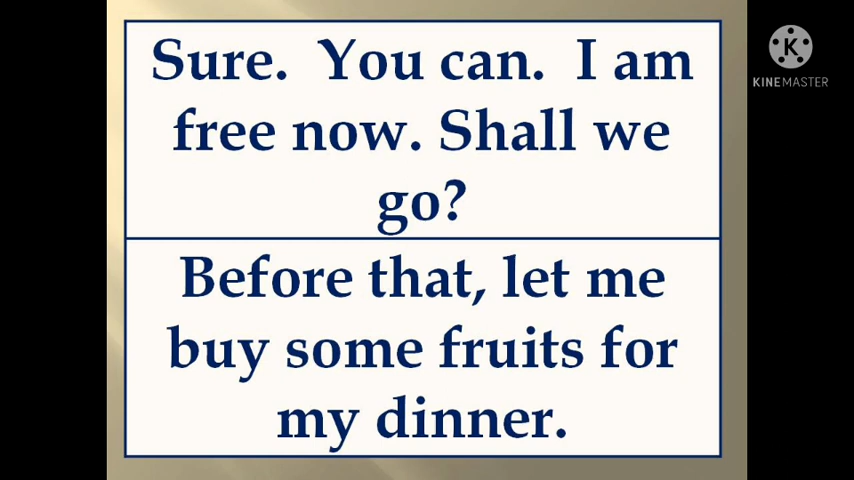 Sure. You can. I am
free now. Shall we
go?
Before that, let me
buy some fruits for
my dinner.
K
KINEMASTER